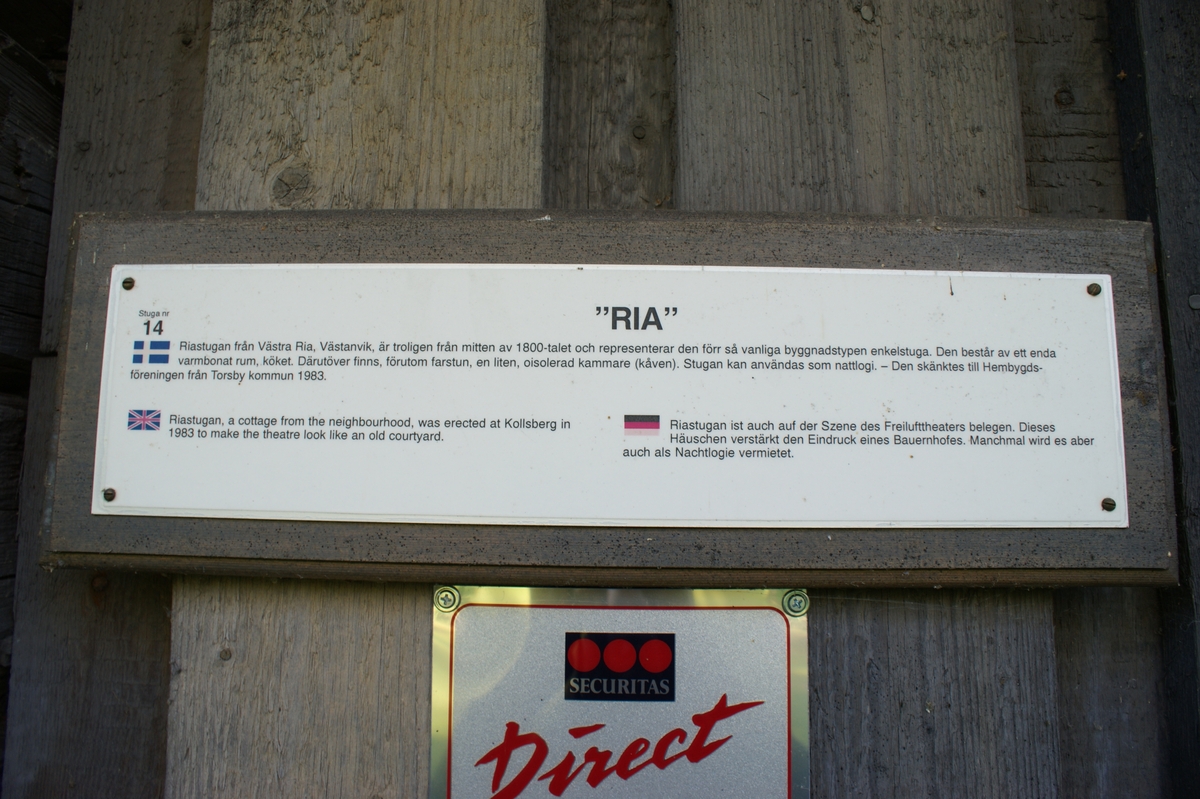 "RIA"
Stuga nr
14
Riastugan från Västra Ria, Västanvik, är troligen från mitten av 1800-talet och representerar den förr så vanliga byggnadstypen enkelstuga. Den består av ett enda
varmbonat rum, köket. Därutöver finns, förutom farstun, en liten, oisolerad kammare (kåven). Stugan kan användas som nattlogi. – Den skänktes till Hembygds-
föreningen från Torsby kommun 1983.
Riastugan, a cottage from the neighbourhood, was erected at Kollsberg in
1983 to make the theatre look like an old courtyard.
Riastugan ist auch auf der Szene des Freilufttheaters belegen. Dieses
Häuschen verstärkt den Eindruck eines Bauernhofes. Manchmal wird es aber
auch als Nachtlogie vermietet.
SECURITAS
Direct